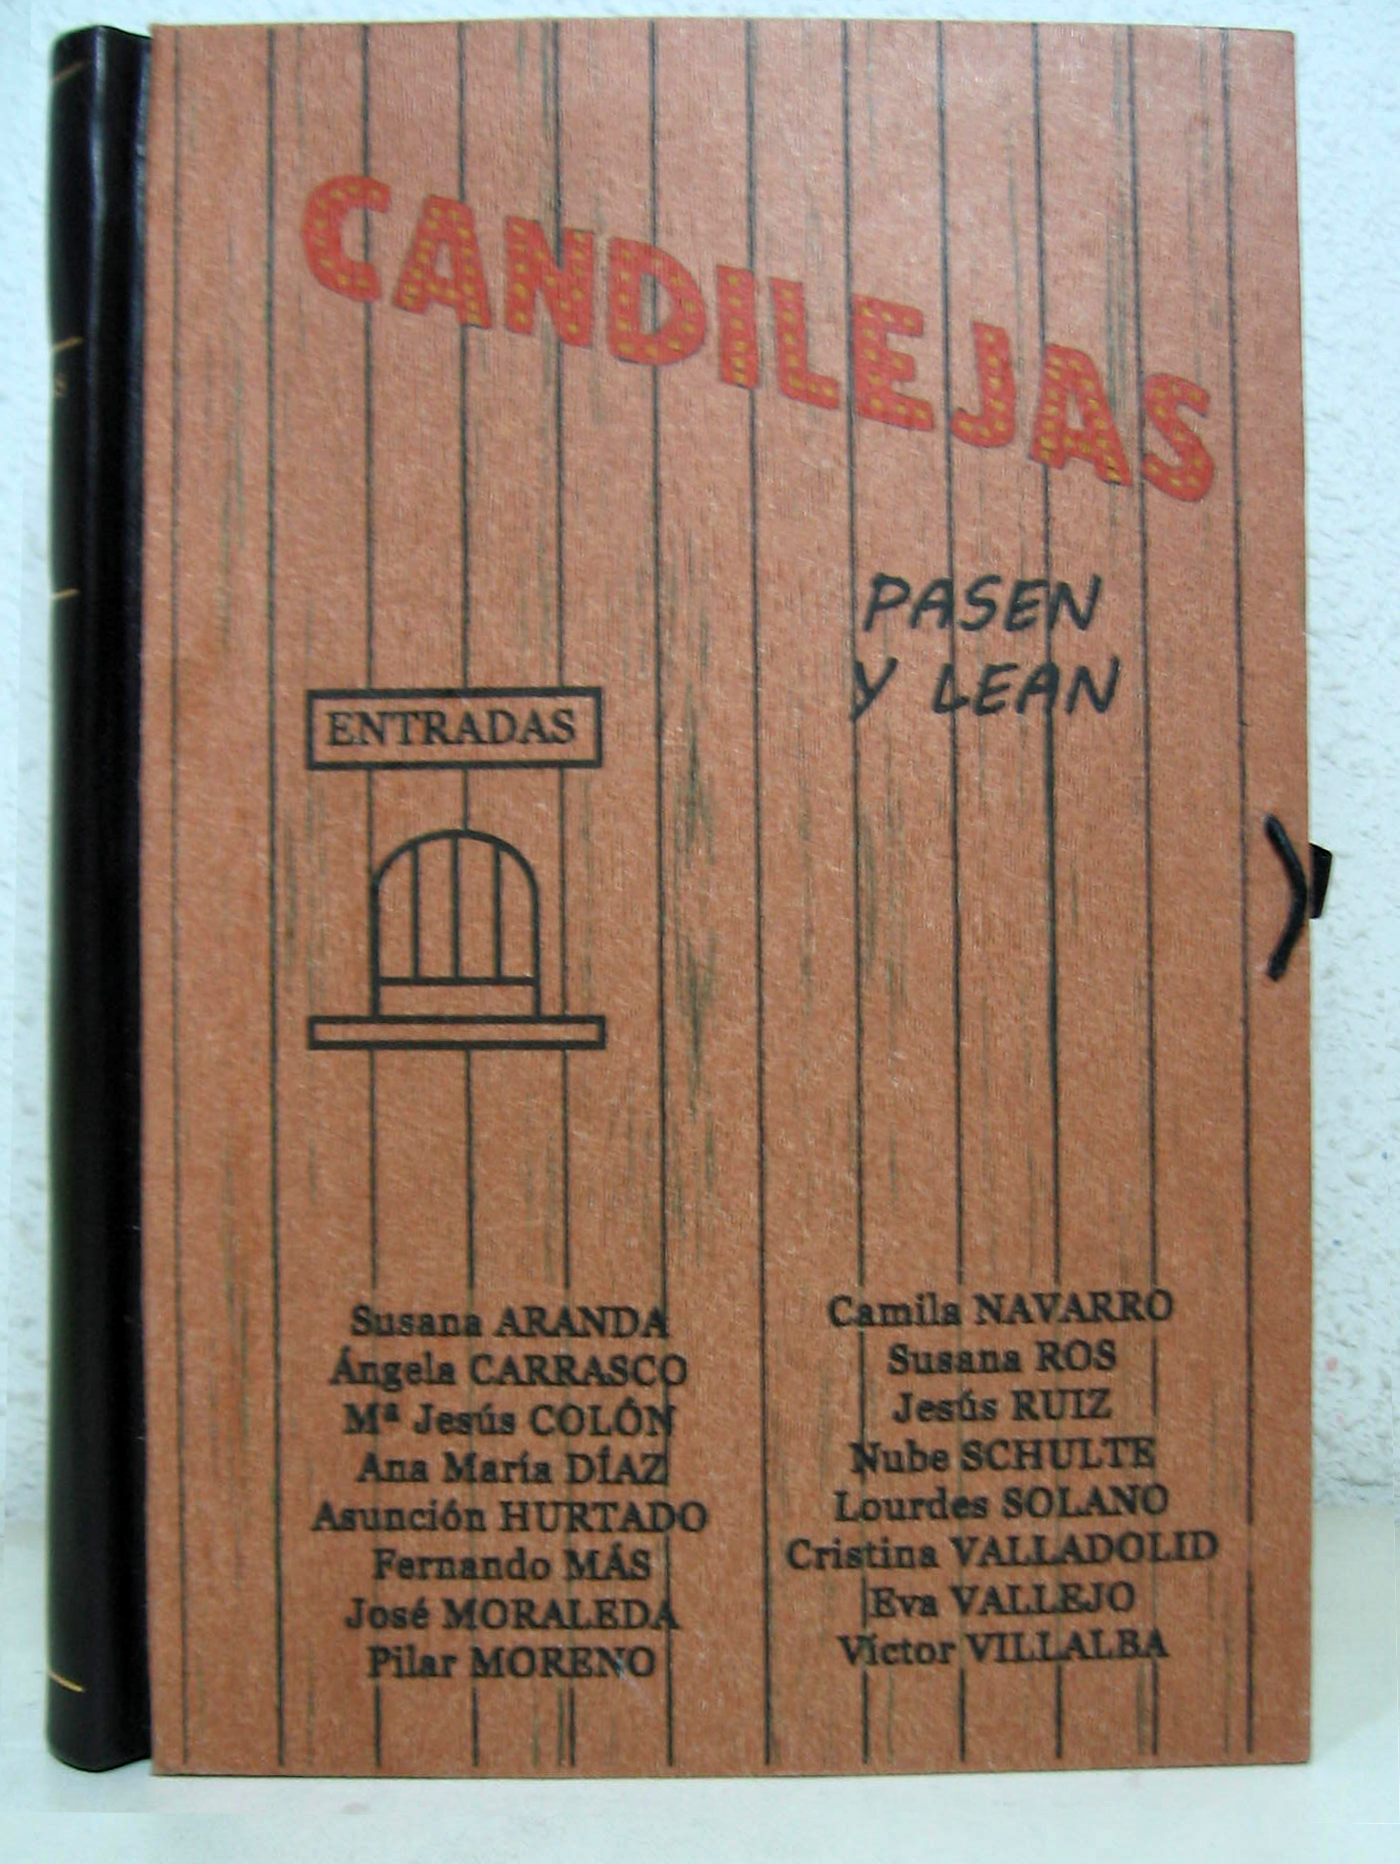 CANDILEJAS
PASEN
Y LEAN
ENTRADAS
Susana ARANDA
Ángela CARRASCO
Mª Jesús COLÓN
Ana María DÍAZ
Asunción HURTADO
Fernando MÁS
José MORALEDA
Pilar MORENO
Camila NAVARRO
Susana ROS
Jesús RUIZ
Nube SCHULTE
Lourdes SOLANO
Cristina VALLADOLID
Eva VALLEJO
Víctor VILLALBA